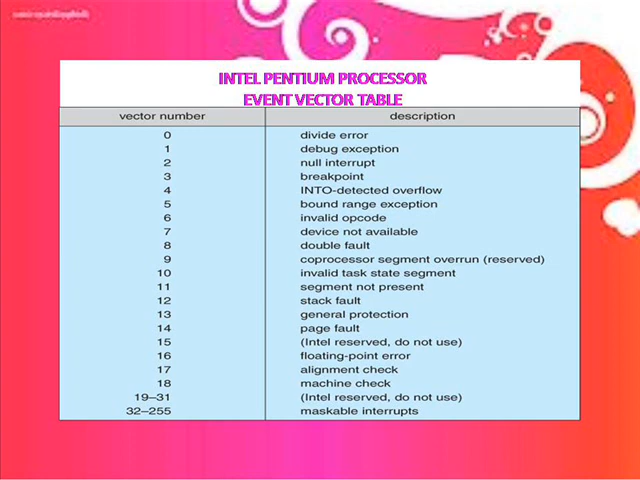 INTEL PENTIUM PROCESSOR
EVENT VECTOR TABLE
vector number description
0 divide error
1 debug exception
2 null interrupt
3 breakpoint
4 INTO-detected overflow
5 bound range exception
6 invalid opcode
7 device not available
8 double fault
9 coprocessor segment overrun (reserved)
10 invalid task state segment
11 segment not present
12 stack fault
13 general protection
14 page fault
15 (Intel reserved, do not use)
16 floating-point error
17 alignment check
18 machine check
19–31 (Intel reserved, do not use)
32–255 maskable interrupts